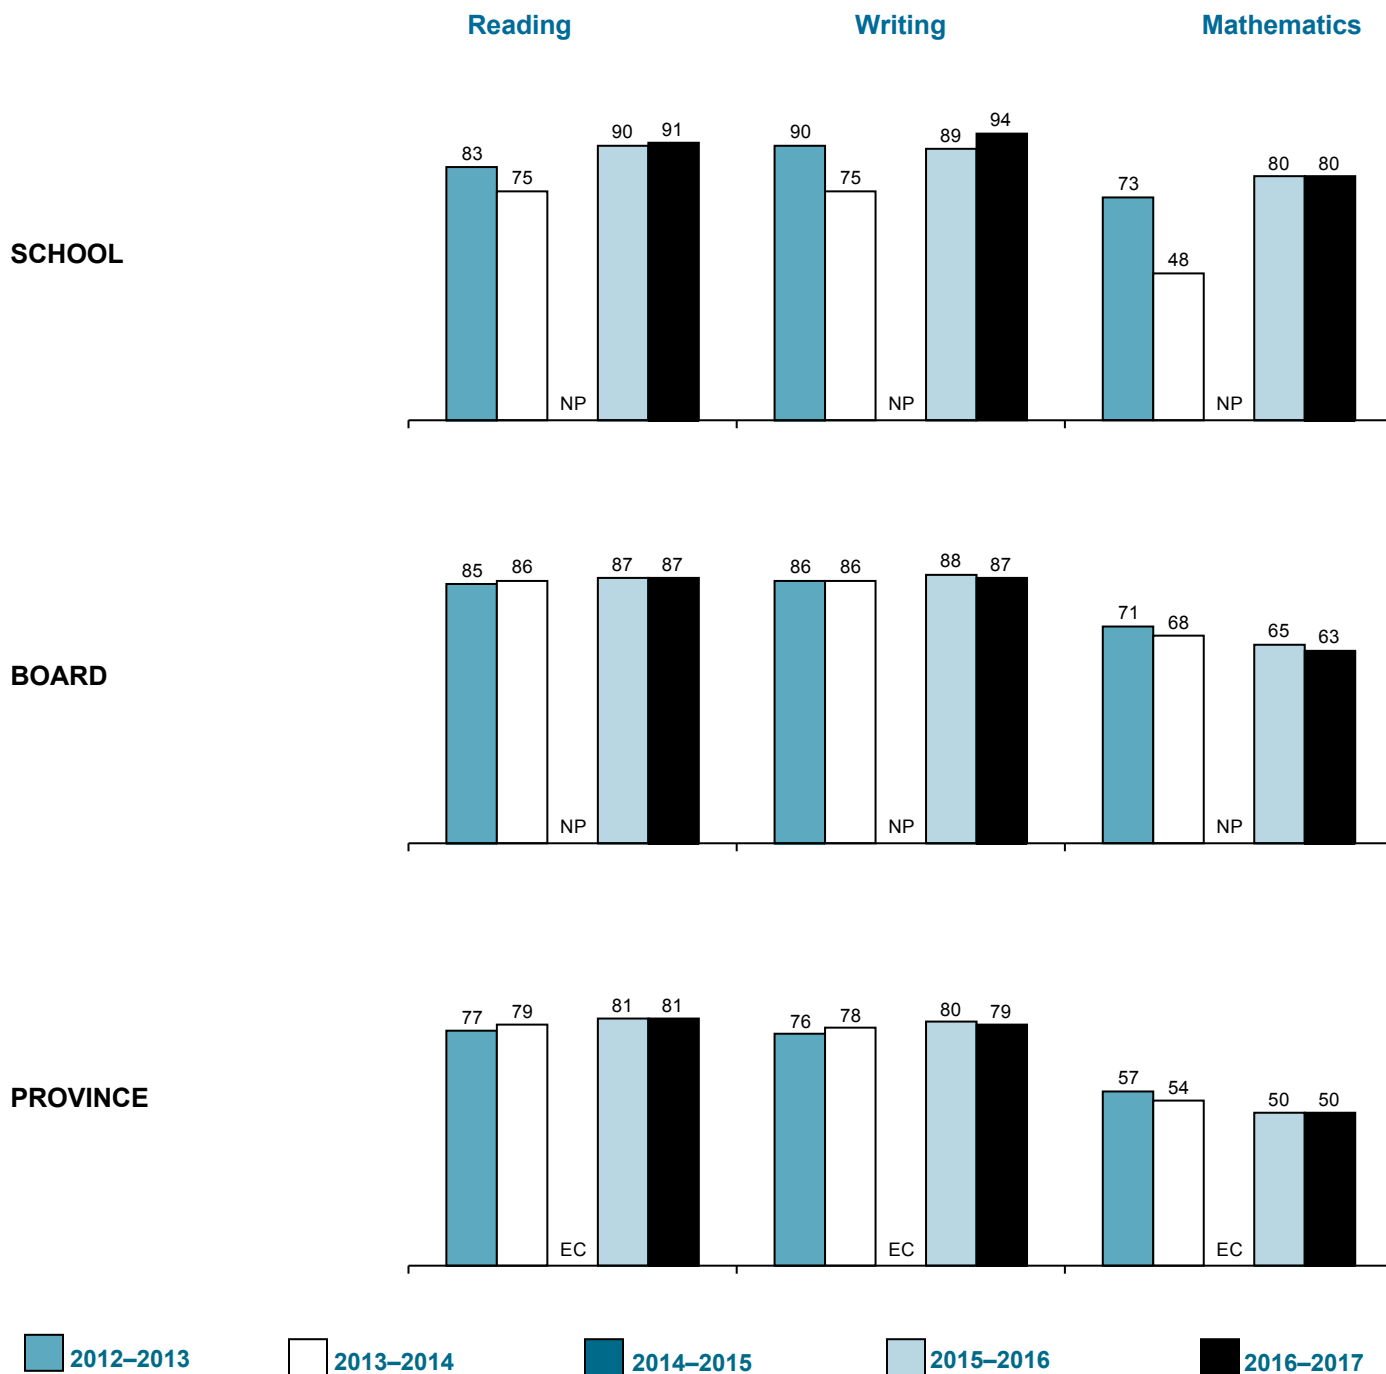 Reading Writing Mathematics
SCHOOL
83 75 NP 90 91
90 75 NP 89 94
73 48 NP 80 80
BOARD
85 86 NP 87 87
86 86 NP 88 87
71 68 NP 65 63
PROVINCE
77 79 EC 81 81
76 78 EC 80 79
57 54 EC 50 50
2012–2013 2013–2014 2014–2015 2015–2016 2016–2017